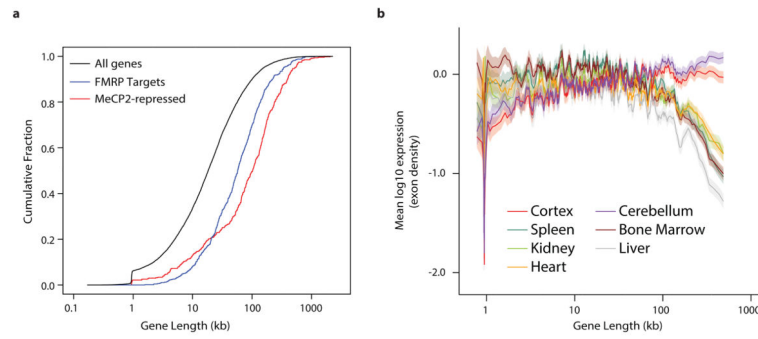 a
b
1.0
0.8
0.6
0.4
0.2
0.0
Cumulative Fraction
All genes
FMRP Targets
MeCP2-repressed
0.1
1
10
100
1000
Gene Length (kb)
0.0
-1.0
-2.0
Mean log10 expression
(exon density)
Cortex
Spleen
Kidney
Heart
Cerebellum
Bone Marrow
Liver
1
10
100
1000
Gene Length (kb)